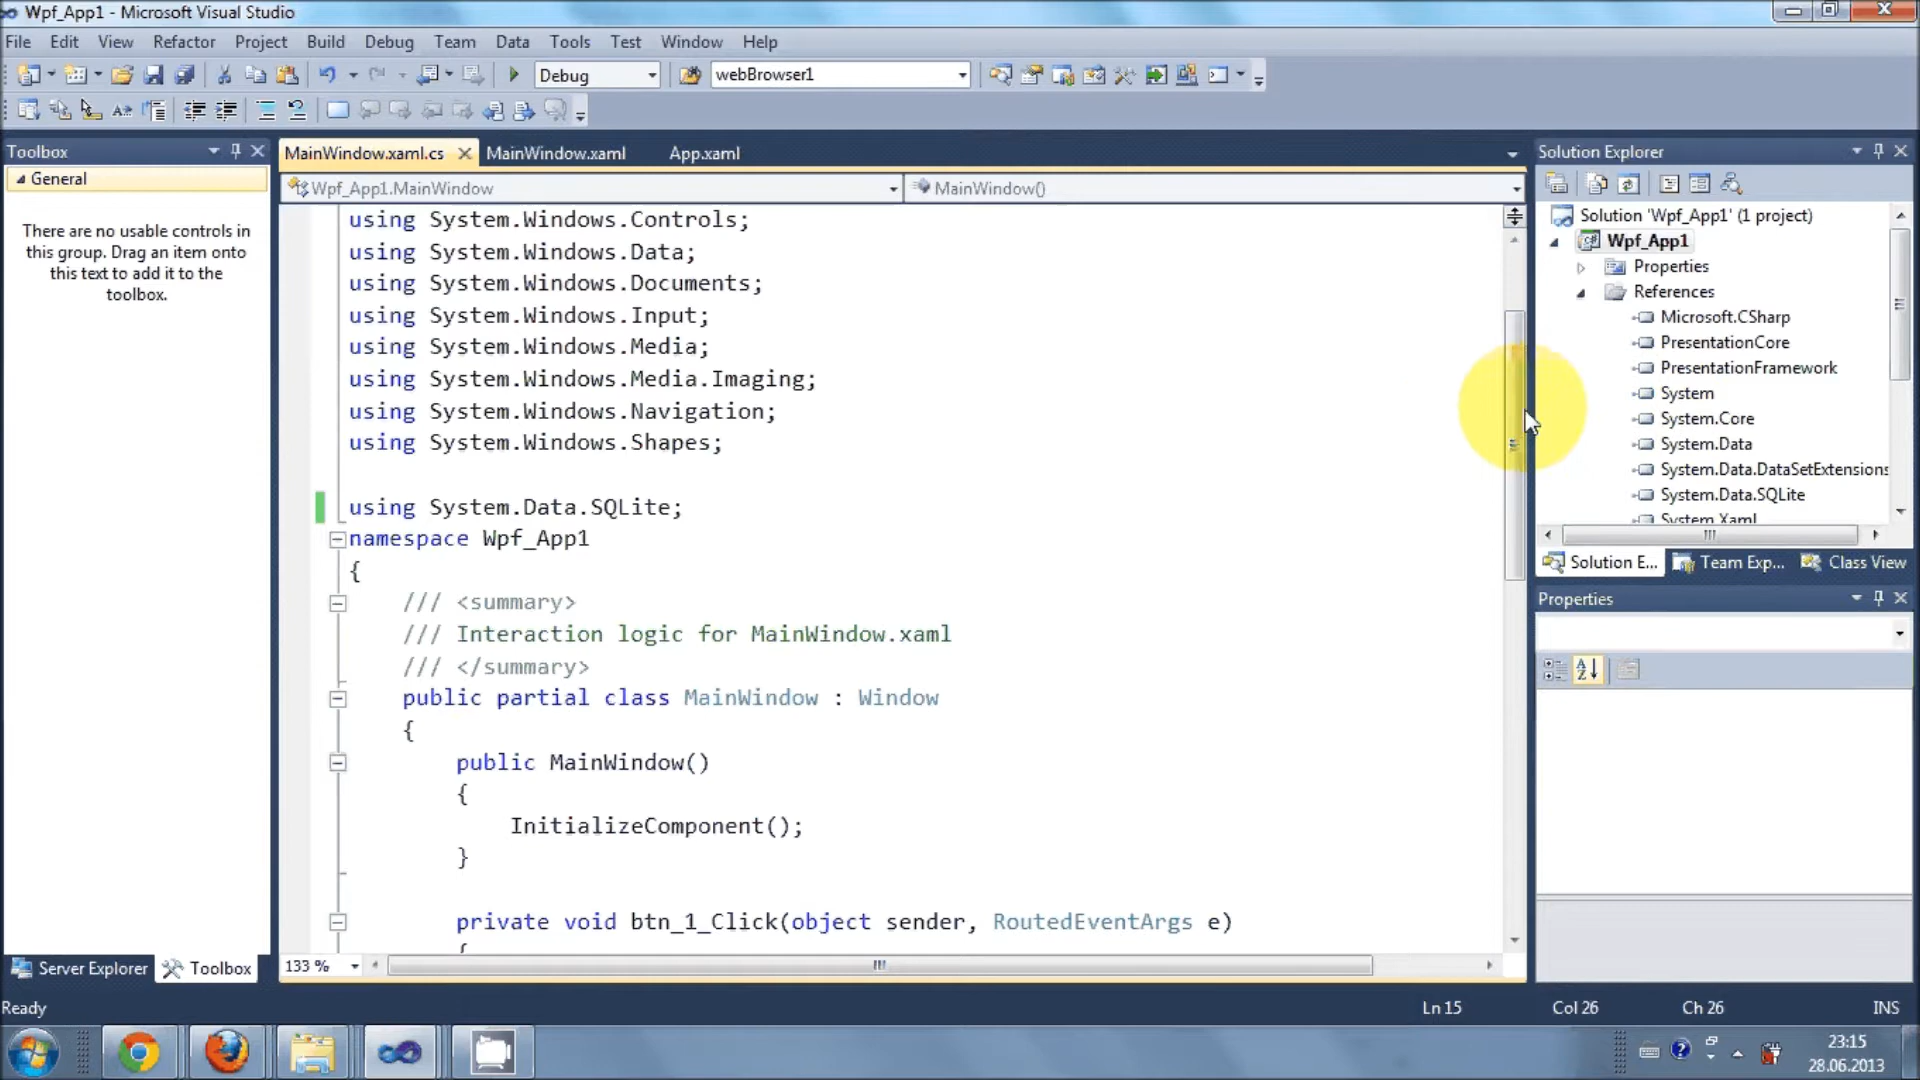 Wpf_App1 - Microsoft Visual Studio
File Edit View Refactor Project Build Debug Team Data Tools Test Window Help
Debug
webBrowser1
Toolbox
General
There are no usable controls in
this group. Drag an item onto
this text to add it to the
toolbox.
Server Explorer
Toolbox
MainWindow.xaml.cs
MainWindow.xaml
App.xaml
Wpf_App1.MainWindow
MainWindow()
using System.Windows.Controls;
using System.Windows.Data;
using System.Windows.Documents;
using System.Windows.Input;
using System.Windows.Media;
using System.Windows.Media.Imaging;
using System.Windows.Navigation;
using System.Windows.Shapes;
using System.Data.SQLite;
namespace Wpf_App1
{
/// <summary>
/// Interaction logic for MainWindow.xaml
/// </summary>
public partial class MainWindow : Window
{
public MainWindow()
{
InitializeComponent();
}
private void btn_1_Click(object sender, RoutedEventArgs e)
{
133 %
Solution Explorer
Solution 'Wpf_App1' (1 project)
Wpf_App1
Properties
References
Microsoft.CSharp
PresentationCore
PresentationFramework
System
System.Core
System.Data
System.Data.DataSetExtensions
System.Data.SQLite
System.Xaml
Solution E...
Team Exp...
Class View
Properties
Ready
Ln 15
Col 26
Ch 26
INS
23:15
28.06.2013